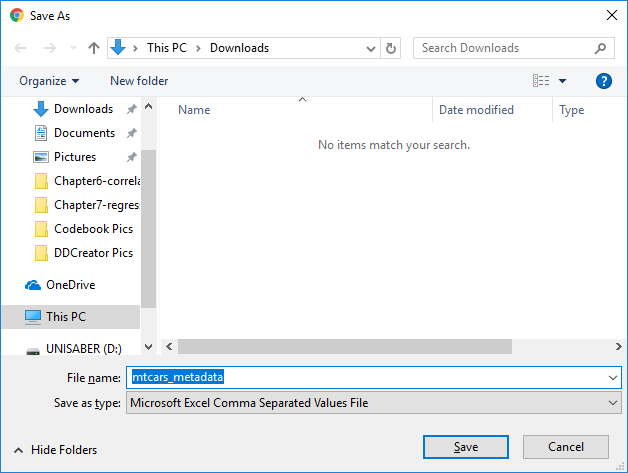 Save As
This PC > Downloads
Search Downloads
Organize
New folder
?
Name
Date modified
Type
Downloads
Documents
Pictures
Chapter6-correla
Chapter7-regres
Codebook Pics
DDCreator Pics
OneDrive
This PC
UNISABER (D:)
No items match your search.
File name: mtcars_metadata
Save as type: Microsoft Excel Comma Separated Values File
Hide Folders
Save
Cancel